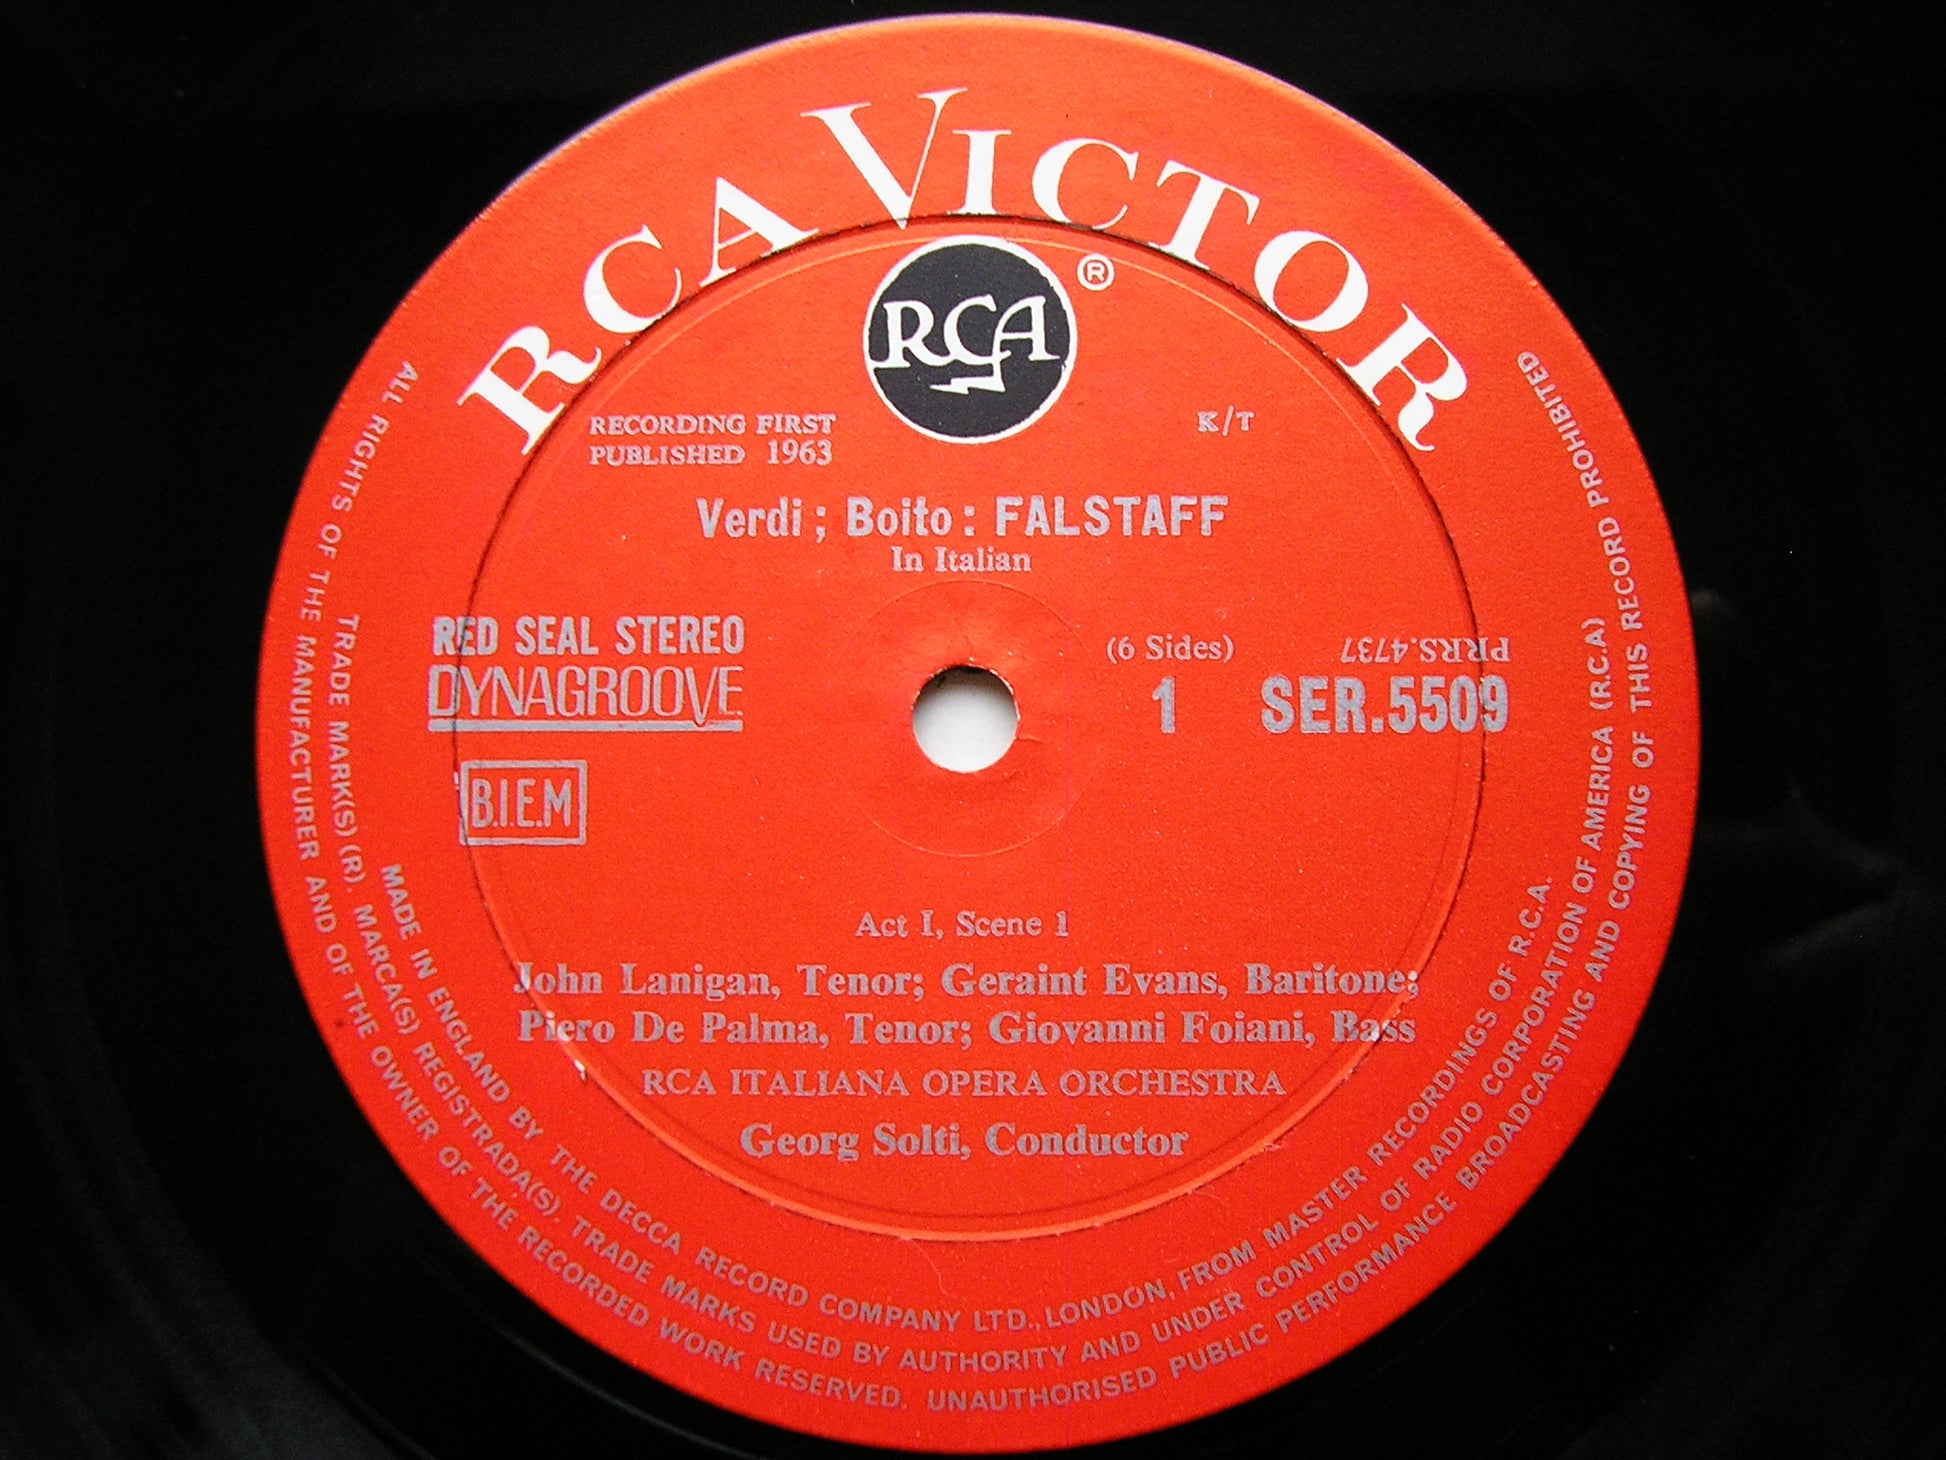 RCA VICTOR
RCA ®
RECORDING FIRST
PUBLISHED 1963
K/T
Verdi ; Boito : FALSTAFF
In Italian
RED SEAL STEREO
DYNAGROOVE
B.I.E.M
(6 Sides)
1
PRRS.4737
SER.5509
Act I, Scene 1
John Lanigan, Tenor; Geraint Evans, Baritone;
Piero De Palma, Tenor; Giovanni Foiani, Bass
RCA ITALIANA OPERA ORCHESTRA
Georg Solti, Conductor
MADE IN ENGLAND BY THE DECCA RECORD COMPANY LTD., LONDON, FROM MASTER RECORDINGS OF R.C.A.
TRADE MARK(S) (R). MARCA(S) REGISTRADA(S). TRADE MARKS USED BY AUTHORITY AND UNDER CONTROL OF RADIO CORPORATION OF AMERICA (R.C.A)
ALL RIGHTS OF THE MANUFACTURER AND OF THE OWNER OF THE RECORDED WORK RESERVED. UNAUTHORISED PUBLIC PERFORMANCE BROADCASTING AND COPYING OF THIS RECORD PROHIBITED